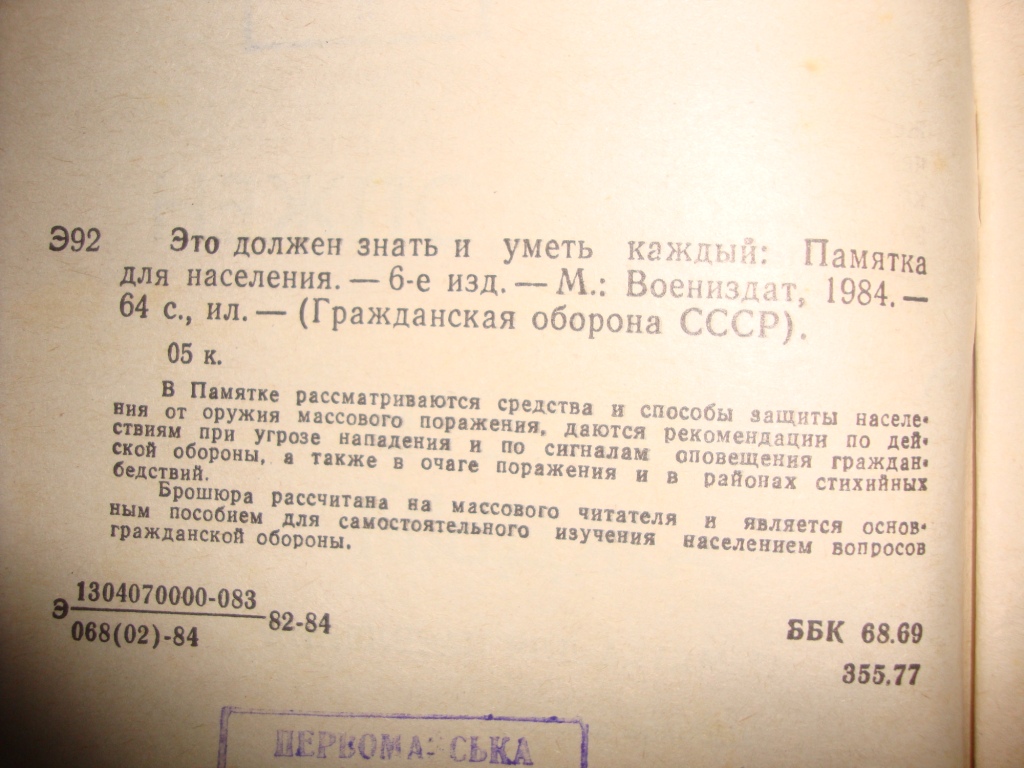 Э92 Это должен знать и уметь каждый: Памятка
для населения. — 6-е изд. — М.: Воениздат, 1984. —
64 с., ил. — (Гражданская оборона СССР).
05 к.
В Памятке рассматриваются средства и способы защиты населе-
ния от оружия массового поражения, даются рекомендации по дей-
ствиям при угрозе нападения и по сигналам оповещения граждан-
ской обороны, а также в очаге поражения и в районах стихийных
бедствий.
Брошюра рассчитана на массового читателя и является основ-
ным пособием для самостоятельного изучения населением вопросов
гражданской обороны.
1304070000-083
Э 82-84
068(02)-84
ББК 68.69
355.77